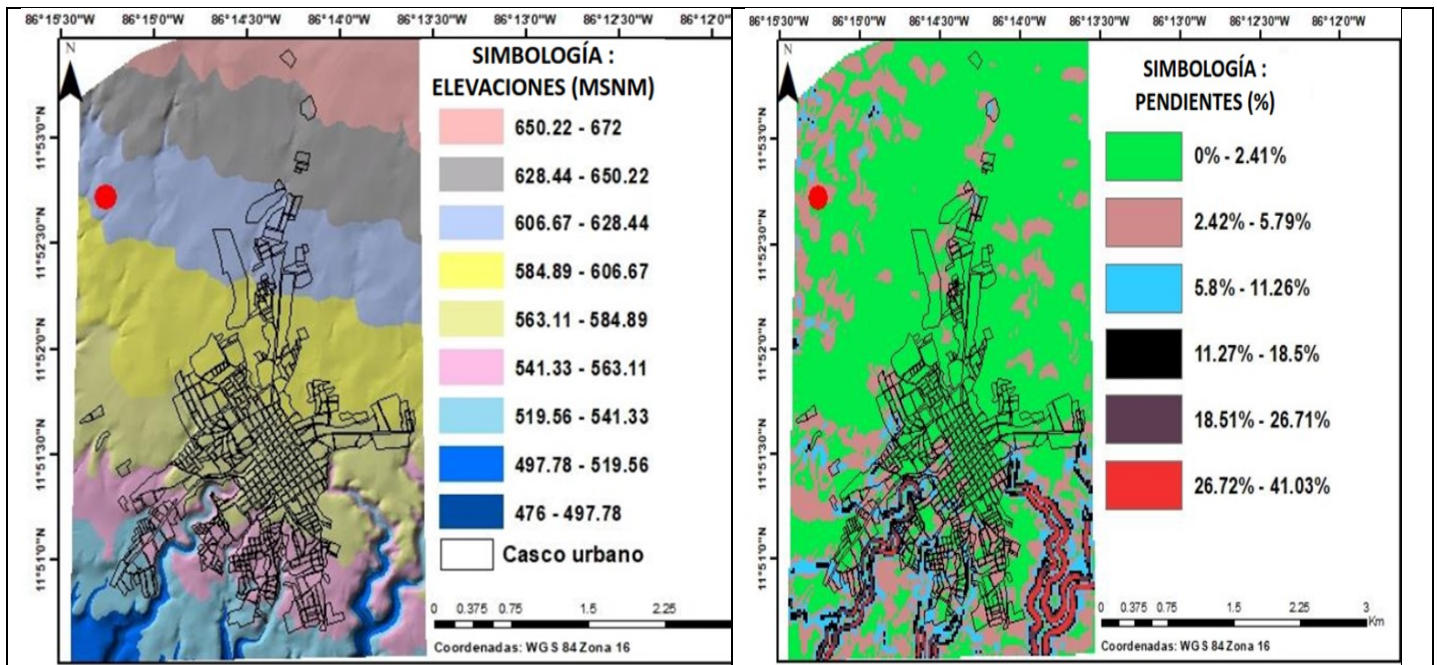 86°15'30"W 86°15'0"W 86°14'30"W 86°14'0"W 86°13'30"W 86°13'0"W 86°12'30"W 86°12'0"
N
11°53'0"N
11°52'30"N
11°52'0"N
11°51'30"N
11°51'0"N
SIMBOLOGÍA :
ELEVACIONES (MSNM)
650.22 - 672
628.44 - 650.22
606.67 - 628.44
584.89 - 606.67
563.11 - 584.89
541.33 - 563.11
519.56 - 541.33
497.78 - 519.56
476 - 497.78
Casco urbano
0 0.375 0.75 1.5 2.25
Coordenadas: WGS 84 Zona 16
86°15'30"W 86°15'0"W 86°14'30"W 86°14'0"W 86°13'30"W 86°13'0"W 86°12'30"W 86°12'0"W
N
11°53'0"N
11°52'30"N
11°52'0"N
11°51'30"N
11°51'0"N
SIMBOLOGÍA :
PENDIENTES (%)
0% - 2.41%
2.42% - 5.79%
5.8% - 11.26%
11.27% - 18.5%
18.51% - 26.71%
26.72% - 41.03%
0 0.375 0.75 1.5 2.25 3
Km
Coordenadas: WGS 84 Zona 16